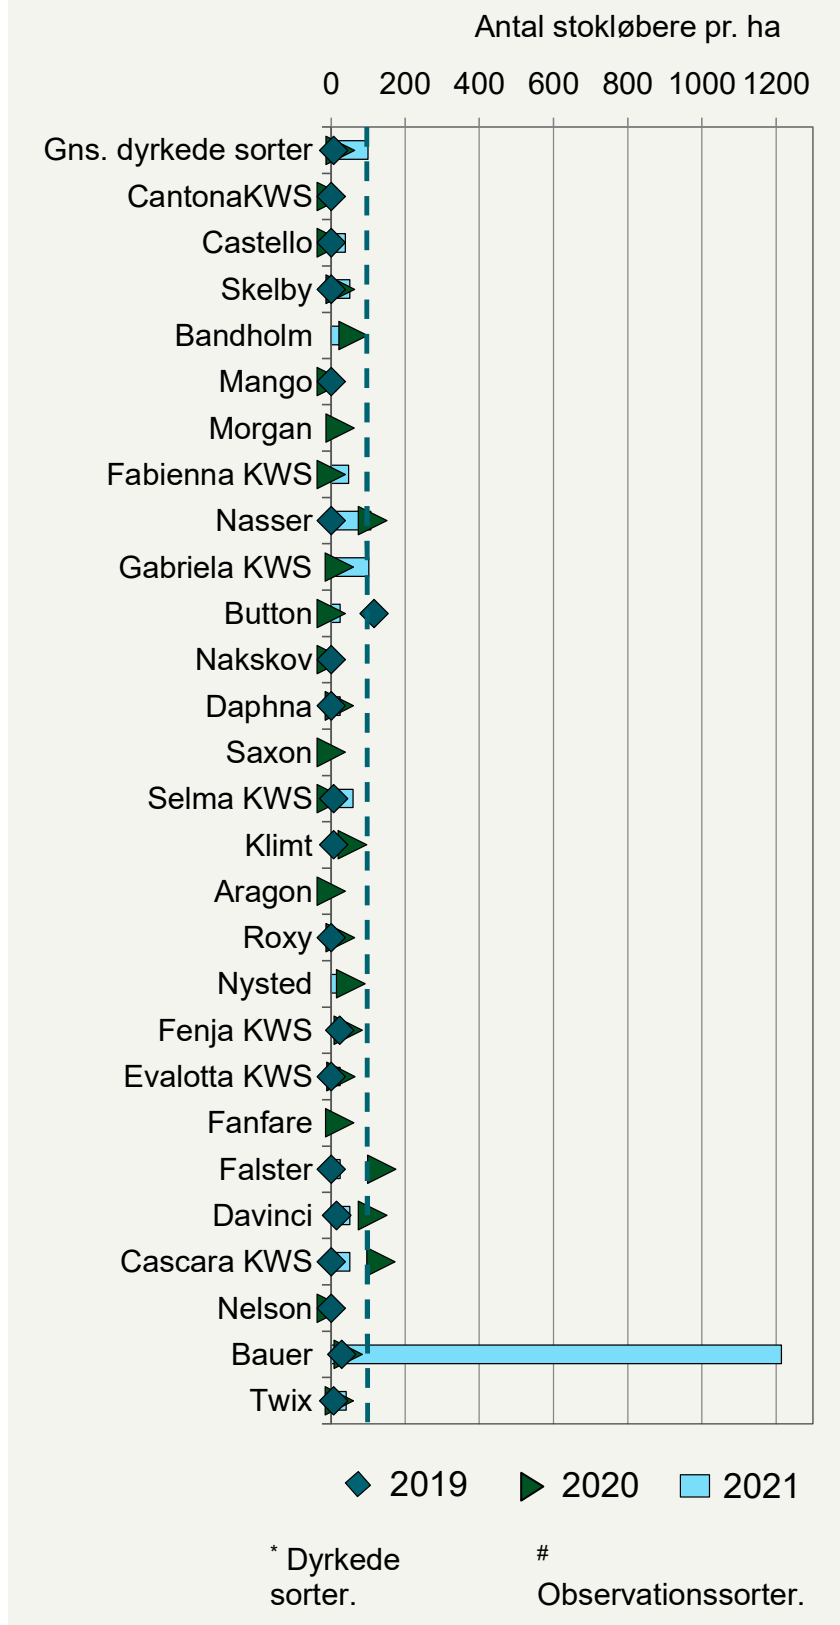 Antal stokløbere pr. ha
0 200 400 600 800 1000 1200
Gns. dyrkede sorter
CantonaKWS
Castello
Skelby
Bandholm
Mango
Morgan
Fabienna KWS
Nasser
Gabriela KWS
Button
Nakskov
Daphna
Saxon
Selma KWS
Klimt
Aragon
Roxy
Nysted
Fenja KWS
Evalotta KWS
Fanfare
Falster
Davinci
Cascara KWS
Nelson
Bauer
Twix
2019 2020 2021
* Dyrkede
sorter.
#
Observationssorter.